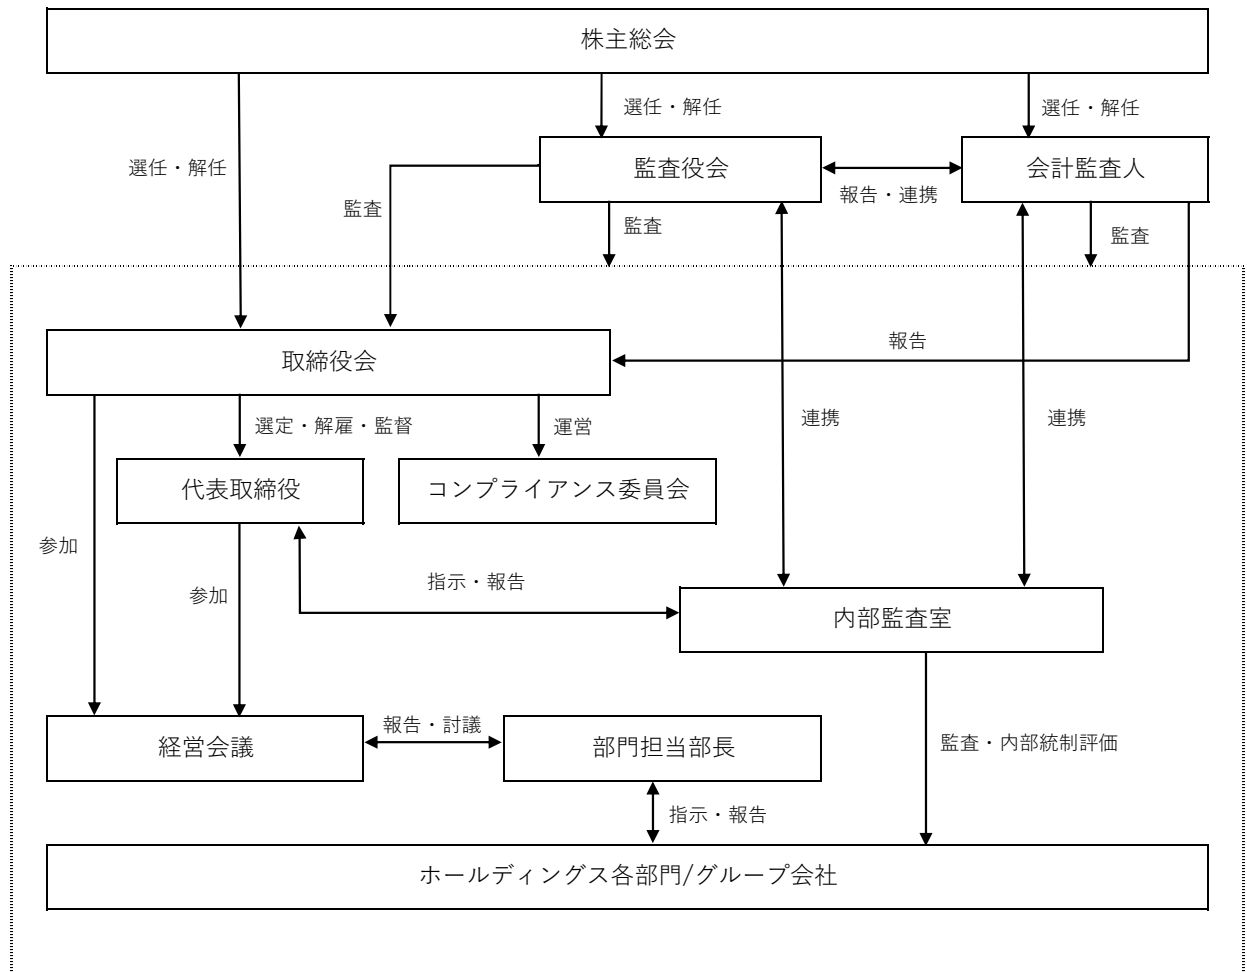 株主総会
選任・解任
選任・解任
選任・解任
監査役会
会計監査人
報告・連携
監査
監査
監査
取締役会
報告
選定・解雇・監督
運営
連携
連携
代表取締役
コンプライアンス委員会
参加
参加
指示・報告
内部監査室
経営会議
報告・討議
部門担当部長
監査・内部統制評価
指示・報告
ホールディングス各部門/グループ会社